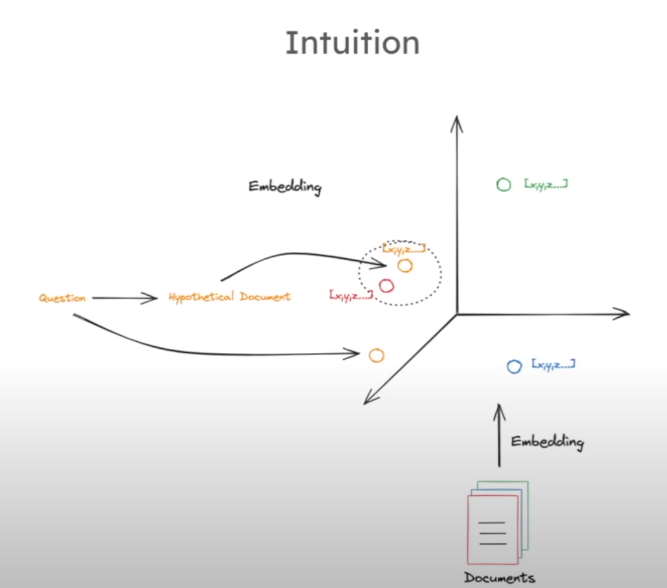 Intuition
Embedding
[x,y,z...]
[x,y,z...]
Question
Hypothetical Document
[x,y,z...]
[x,y,z...]
Embedding
Documents